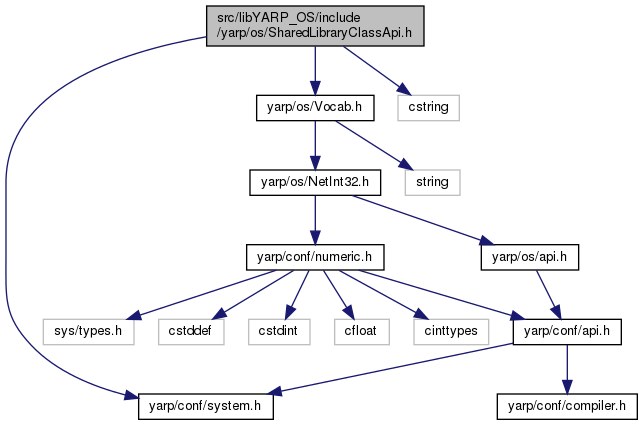 src/libYARP_OS/include
/yarp/os/SharedLibraryClassApi.h
yarp/os/Vocab.h
cstring
yarp/os/NetInt32.h
string
yarp/conf/numeric.h
yarp/os/api.h
sys/types.h
cstddef
cstdint
cfloat
cinttypes
yarp/conf/api.h
yarp/conf/system.h
yarp/conf/compiler.h